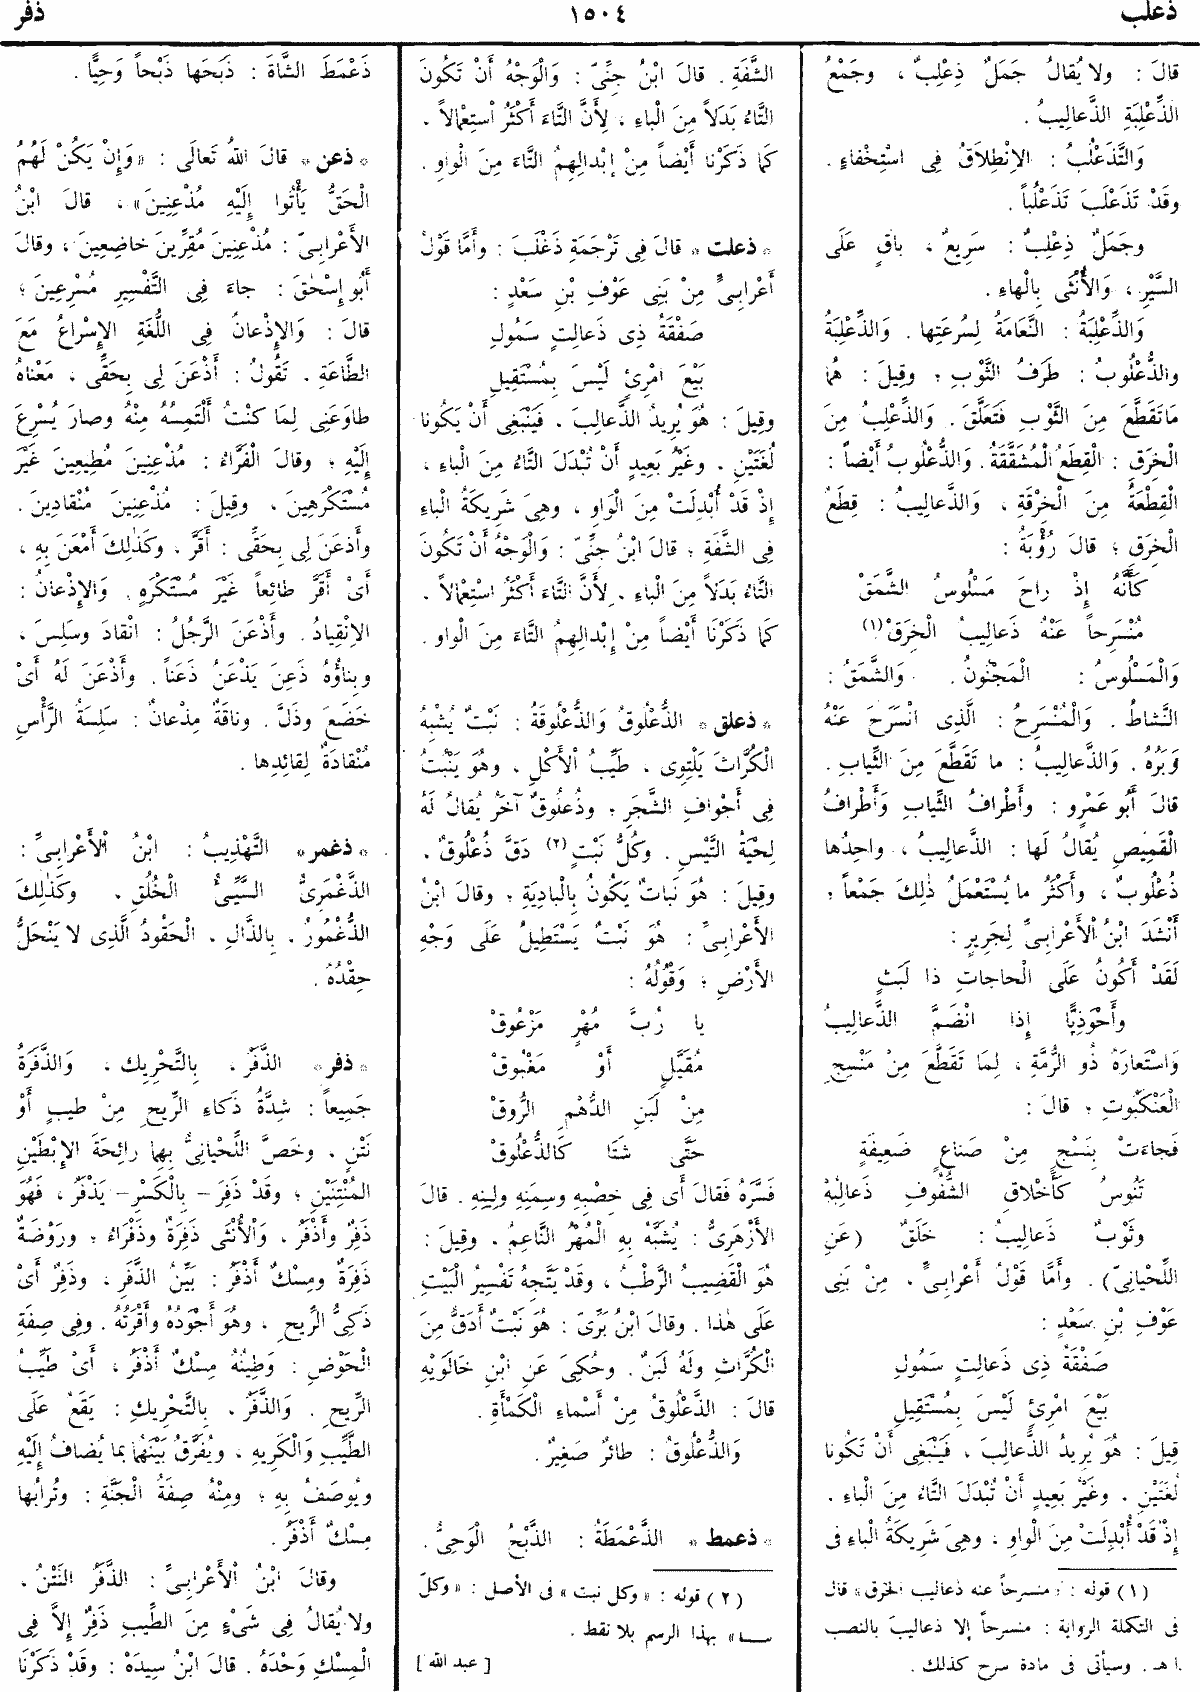 ذعلب
١٥٠٤
ذفر
قالَ : ولا يُقالُ جَمَلٌ ذِعْلِبٌ ، وجَمْعُ
الذِّعْلِبَةِ الذَّعالِيبُ .
وَالتَّذَعْلُبُ : الاِنْطِلاقُ فِى اسْتِخْفاءٍ .
وقَدْ تَذَعْلَبَ تَذَعْلُباً .
وجَمَلٌ ذِعْلِبٌ : سَرِيعٌ ، باقٍ عَلَى
السَّيْرِ ، وَالأُنْثَى بِالْهاءِ .
وَالذِّعْلِبَةُ : النَّعَامَةُ لِسُرعَتِها . وَالذِّعْلِبَةُ
والذُّعْلُوبُ : طَرَفُ الثَّوْبِ ؛ وقِيلَ : هُمَا
مَا تَقَطَّعَ مِنَ الثَّوْبِ فَتَعَلَّقَ . وَالذِّعْلِبُ مِنَ
الْخِرَقِ : الْقِطَعُ الْمُشَقَّقَةُ . وَالذُّعْلُوبُ أَيْضاً :
الْقِطْعَةُ مِنَ الْخِرْقَةِ ، وَالذَّعالِيبُ : قِطَعُ
الْخِرَقِ ؛ قالَ رُؤْبَةُ :
كَأَنَّهُ إِذْ راحَ مَسْلُوسُ الشَّمَقْ
مُنْسَرِحاً عَنْهُ ذَعالِيبُ الْخِرَقْ(١)
وَالْمَسْلُوسُ : الْمَجْنُونُ . وَالشَّمَقُ :
النَّشاطُ . وَالْمُنْسَرِحُ : الَّذِى انْسَرَحَ عَنْهُ
وَبَرُهُ . وَالذَّعالِيبُ : ما تَقَطَّعَ مِنَ الثِّيابِ .
قالَ أَبُو عَمْرٍو : وأَطْرافُ الثِّيابِ وَأَطْرافُ
الْقَمِيصِ يُقالُ لَها : الذَّعالِيبُ ، واحِدُها
ذُعْلُوبٌ ، وأَكْثَرُ ما يُسْتَعْمَلُ ذٰلِكَ جَمْعاً ؛
أَنْشَدَ ابْنُ الأَعْرابِىِّ لِجَرِيرٍ :
لَقَدْ أَكُونُ عَلَى الْحاجاتِ ذا لَبَثٍ
وأَحْوَذِيًّا إِذا انْضَمَّ الذَّعالِيبُ
وَاسْتَعارَهُ ذُو الرُّمَّةِ ، لِمَا تَقَطَّعَ مِنْ مَنْسِجِ
الْعَنْكَبُوتِ ؛ قالَ :
فَجاءَتْ بِنَسْجٍ مِنْ صَناعٍ ضَعِيفَةٍ
تَنُوسُ كَأَخْلاقِ الشُّفُوفِ ذَعالِبُهْ
وثَوْبٌ ذَعالِيبُ : خَلَقٌ (عَنِ
اللِّحْيانِىِّ) . وأَمَّا قَوْلُ أَعْرابِىٍّ ، مِنْ بَنِى
عَوْفِ بْنِ سَعْدٍ :
صَفْقَةُ ذِى ذَعالِتٍ سَمُولِ
بَيْعَ امْرِئٍ لَيْسَ بِمُسْتَقِيلِ
قِيلَ : هُوَ يُرِيدُ الذَّعالِبَ ، فَيَنْبَغِى أَنْ تَكُونا
لُغَتَيْنِ . وغَيْرُ بَعِيدٍ أَنْ تُبْدَلَ التَّاءُ مِنَ الْباءِ .
إِذْ قَدْ أُبْدِلَتْ مِنَ الْواوِ ، وهِىَ شَرِيكَةُ الْباءِ فى
(١) قوله : «منسرحاً عنه ذعاليب الخرق» قال
فى التكملة الرواية : منسرحاً إلا ذعاليبَ بالنصب
ا هـ . وسيأتى فى مادة سرح كذلك .
الشَّفَةِ . قالَ ابْنُ جِنِّىّ : وَالْوَجْهُ أَنْ تَكُونَ
التَّاءُ بَدَلاً مِنَ الْباءِ ، لِأَنَّ التَّاءَ أَكْثَرُ اسْتِعْمالاً ،
كَمَا ذَكَرْنا أَيْضاً مِنْ إِبْدالِهِمُ التَّاءَ مِنَ الْواوِ .
* ذعلت * قالَ فِى تَرْجَمَةِ ذَعْلَبَ : وأَمَّا قَوْلُ
أَعْرابِىٍّ مِنْ بَنِى عَوْفِ بْنِ سَعْدٍ :
صَفْقَةُ ذِى ذَعالِتٍ سَمُولِ
بَيْعَ امْرِئٍ لَيْسَ بِمُسْتَقِيلِ
وقِيلَ : هُوَ يُرِيدُ الذَّعالِبَ ، فَيَنْبَغِى أَنْ يَكُونا
لُغَتَيْنِ . وغَيْرُ بَعِيدٍ أَنْ تُبْدَلَ التَّاءُ مِنَ الْباءِ ،
إِذْ قَدْ أُبْدِلَتْ مِنَ الْواوِ ، وهِىَ شَرِيكَةُ الْباءِ
فِى الشَّفَةِ ؛ قالَ ابْنُ جِنِّىّ : وَالْوَجْهُ أَنْ تَكُونَ
التَّاءُ بَدَلاً مِنَ الْباءِ ، لِأَنَّ التَّاءَ أَكْثَرُ اسْتِعْمالاً .
كَمَا ذَكَرْنَا أَيْضاً مِنْ إِبْدالِهِمُ التَّاءَ مِنَ الْواوِ .
* ذعلق * الذُّعْلُوقُ وَالذُّعْلُوقَةُ : نَبْتٌ يُشْبِهُ
الْكُرَّاثَ يَلْتَوِى ، طَيِّبُ الْأَكْلِ ، وهُوَ يَنْبُتُ
فِى أَجْوافِ الشَّجَرِ ؛ وذُعْلُوقٌ آخَرُ يُقالُ لَهُ
لِحْيَةُ التَّيْسِ . وكُلُّ نَبْتٍ(٢) دَقَّ ذُعْلُوقٌ .
وقِيلَ : هُوَ نَباتٌ يَكُونُ بِالْبادِيَةِ ؛ وقالَ ابْنُ
الأَعْرابِىِّ : هُوَ نَبْتٌ يَسْتَطِيلُ عَلَى وَجْهِ
الأَرْضِ ؛ وَقَوْلُهُ :
يا رُبَّ مُهْرٍ مَزْعُوقْ
مُقَيَّلٍ أَوْ مَغْبُوقْ
مِنْ لَبَنِ الدُّهْمِ الرُّوقْ
حَتَّى شَتَا كَالذُّعْلُوقْ
فَسَّرَهُ فَقالَ أَى فِى خِصْبِهِ وسِمَنِهِ ولِينِهِ . قالَ
الأَزْهَرِىُّ : يُشَبَّهُ بِهِ الْمُهْرُ النَّاعِمُ ، وقِيلَ :
هُوَ الْقَضِيبُ الرَّطْبُ ، وقَدْ يَتَّجِهُ تَفْسِيرُ الْبَيْتِ
عَلَى هٰذا . وقالَ ابْنُ بَرِّىّ : هُوَ نَبْتٌ أَدَقُّ مِنَ
الْكُرَّاثِ ولَهُ لَبَنٌ . وحُكِىَ عَنِ ابْنِ خالَوَيْهِ
قالَ : الذُّعْلُوقُ مِنْ أَسْماءِ الْكَمْأَةِ .
وَالذُّعْلُوقُ : طائِرٌ صَغِيرٌ .
* ذعمط * الذَّعْمَطَةُ : الذَّبْحُ الْوَحِىُّ .
(٢) قوله : «وكل نبت» فى الأصل : «وكل
ســا» بهذا الرسم بلا نقط .
[ عبد الله ]
ذَعْمَطَ الشَّاةَ : ذَبَحَها ذَبْحاً وَحِيًّا .
* ذعن * قالَ اللهُ تَعالَى : «وَإِنْ يَكُنْ لَهُمُ
الْحَقُّ يَأْتُوا إِلَيْهِ مُذْعِنِينَ» ، قالَ ابْنُ
الأَعْرابِىِّ : مُذْعِنِينَ مُقِرِّينَ خاضِعِينَ ، وقالَ
أَبُو إِسْحٰقَ : جاءَ فِى التَّفْسِيرِ مُسْرِعِينَ ؛
قالَ : وَالإِذْعانُ فِى اللُّغَةِ الإِسْراعُ مَعَ
الطَّاعَةِ . تَقُولُ : أَذْعَنَ لِى بِحَقِّى ، مَعْناهُ
طاوَعَنِى لِمَا كنْتُ أَلْتَمِسُهُ مِنْهُ وصارَ يُسْرِعُ
إِلَيْهِ ؛ وقالَ الْفَرَّاءُ : مُذْعِنِينَ مُطِيعِينَ غَيْرَ
مُسْتَكْرَهِينَ ، وقِيلَ : مُذْعِنِينَ مُنْقادِينَ .
وأَذعَنَ لِى بِحَقِّى : أَقَرَّ ، وكَذٰلِكَ أَمْعَنَ بِهِ ،
أَىْ أَقَرَّ طائِعاً غَيْرَ مُسْتَكْرَهٍ . وَالإِذْعانُ :
الاِنْقِيادُ . وأَذْعَنَ الرَّجُلُ : انْقادَ وسَلِسَ ،
وبِناؤُهُ ذَعِنَ يَذْعَنُ ذَعَناً . وأَذْعَنَ لَهُ أَىْ
خَضَعَ وذَلَّ . وناقَةٌ مِذْعانٌ : سَلِسَةُ الرَّأْسِ
مُنْقادَةٌ لِقائِدِها .
* ذغمر * التَّهْذِيبُ : ابْنُ الْأَعْرابِىِّ :
الذَّغْمَرِىُّ السَّيِّئُ الْخُلُقِ . وكَذٰلِكَ
الذُّغْمُورُ ، بِالذَّالِ ، الْحَقُودُ الَّذِى لا يَنْحَلُّ
حِقْدُهُ .
* ذفر * الذَّفَرُ ، بِالتَّحْرِيكِ ، وَالذَّفَرَةُ
جَمِيعاً : شِدَّةُ ذَكاءِ الرِّيحِ مِنْ طِيبٍ أَوْ
نَتْنٍ ، وخَصَّ اللِّحْيانِىُّ بِهِما رائِحَةَ الإِبْطَيْنِ
الْمُنْتِنَيْنِ ؛ وقَدْ ذَفِرَ – بِالْكَسْرِ – يَذْفَرُ ، فَهُوَ
ذَفِرٌ وأَذْفَرُ ، وَالْأُنْثَى ذَفِرَةٌ وذَفْراءُ ؛ ورَوْضَةٌ
ذَفِرَةٌ ومِسْكٌ أَذْفَرُ : بَيِّنُ الذَّفَرِ ، وذَفِرٌ أَىْ
ذَكِىُّ الرِّيحِ ، وهُوَ أَجْوَدُهُ وأَقْرَتُهُ . وفِى صِفَةِ
الْحَوْضِ : وَطِينُهُ مِسْكٌ أَذْفَرُ ، أَىْ طَيِّبُ
الرِّيحِ . وَالذَّفَرُ ، بِالتَّحْرِيكِ : يَقَعُ عَلَى
الطَّيِّبِ وَالْكَرِيهِ ، ويُفَرَّقُ بَيْنَهُما بِما يُضافُ إِلَيْهِ
ويُوصَفُ بِهِ ؛ ومِنْهُ صِفَةُ الْجَنَّةِ : وتُرابُها
مِسْكٌ أَذْفَرُ .
وقالَ ابْنُ الْأَعْرابِىِّ : الذَّفَرُ النَّتْنُ ،
ولا يُقالُ فِى شَىْءٍ مِنَ الطِّيبِ ذَفِرٌ إِلَّا فِى
الْمِسْكِ وَحْدَهُ . قالَ ابْنُ سِيدَهْ : وقَدْ ذَكَرْنا